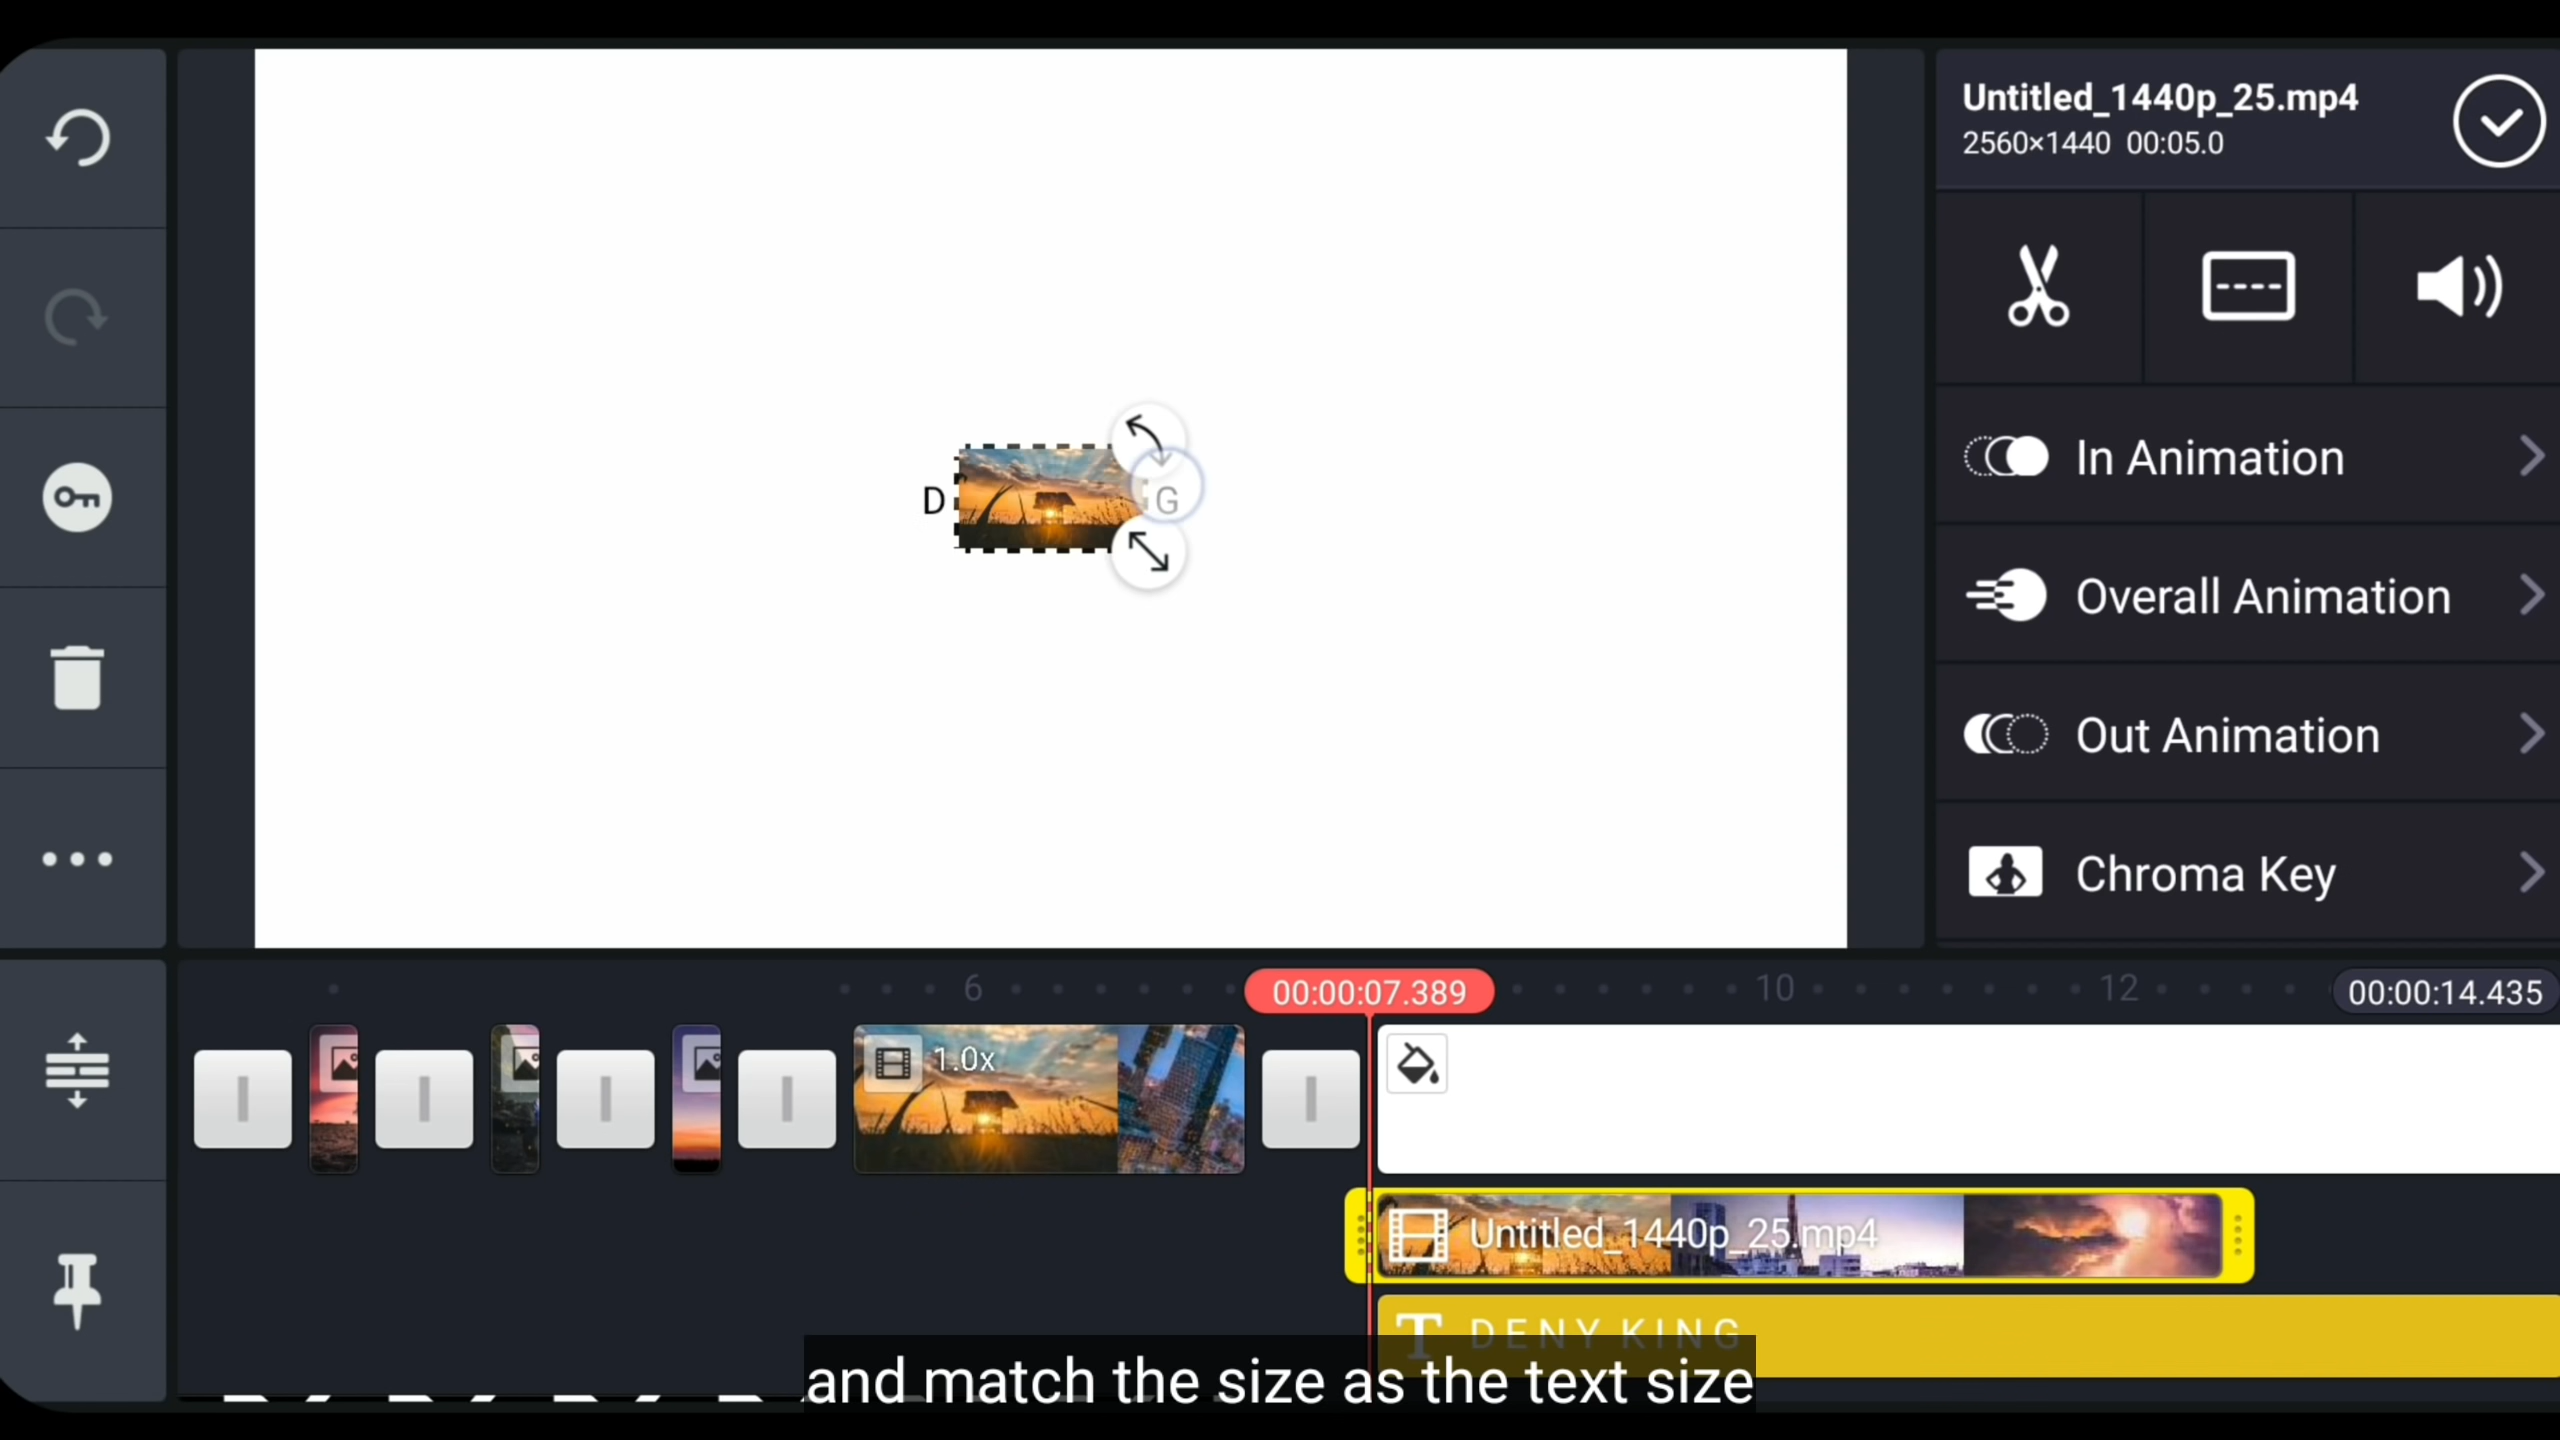 Untitled_1440p_25.mp4
2560×1440 00:05.0
D G
In Animation
Overall Animation
Out Animation
Chroma Key
6 00:00:07.389 10 12 00:00:14.435
1.0x
Untitled_1440p_25.mp4
T DENY KING
and match the size as the text size